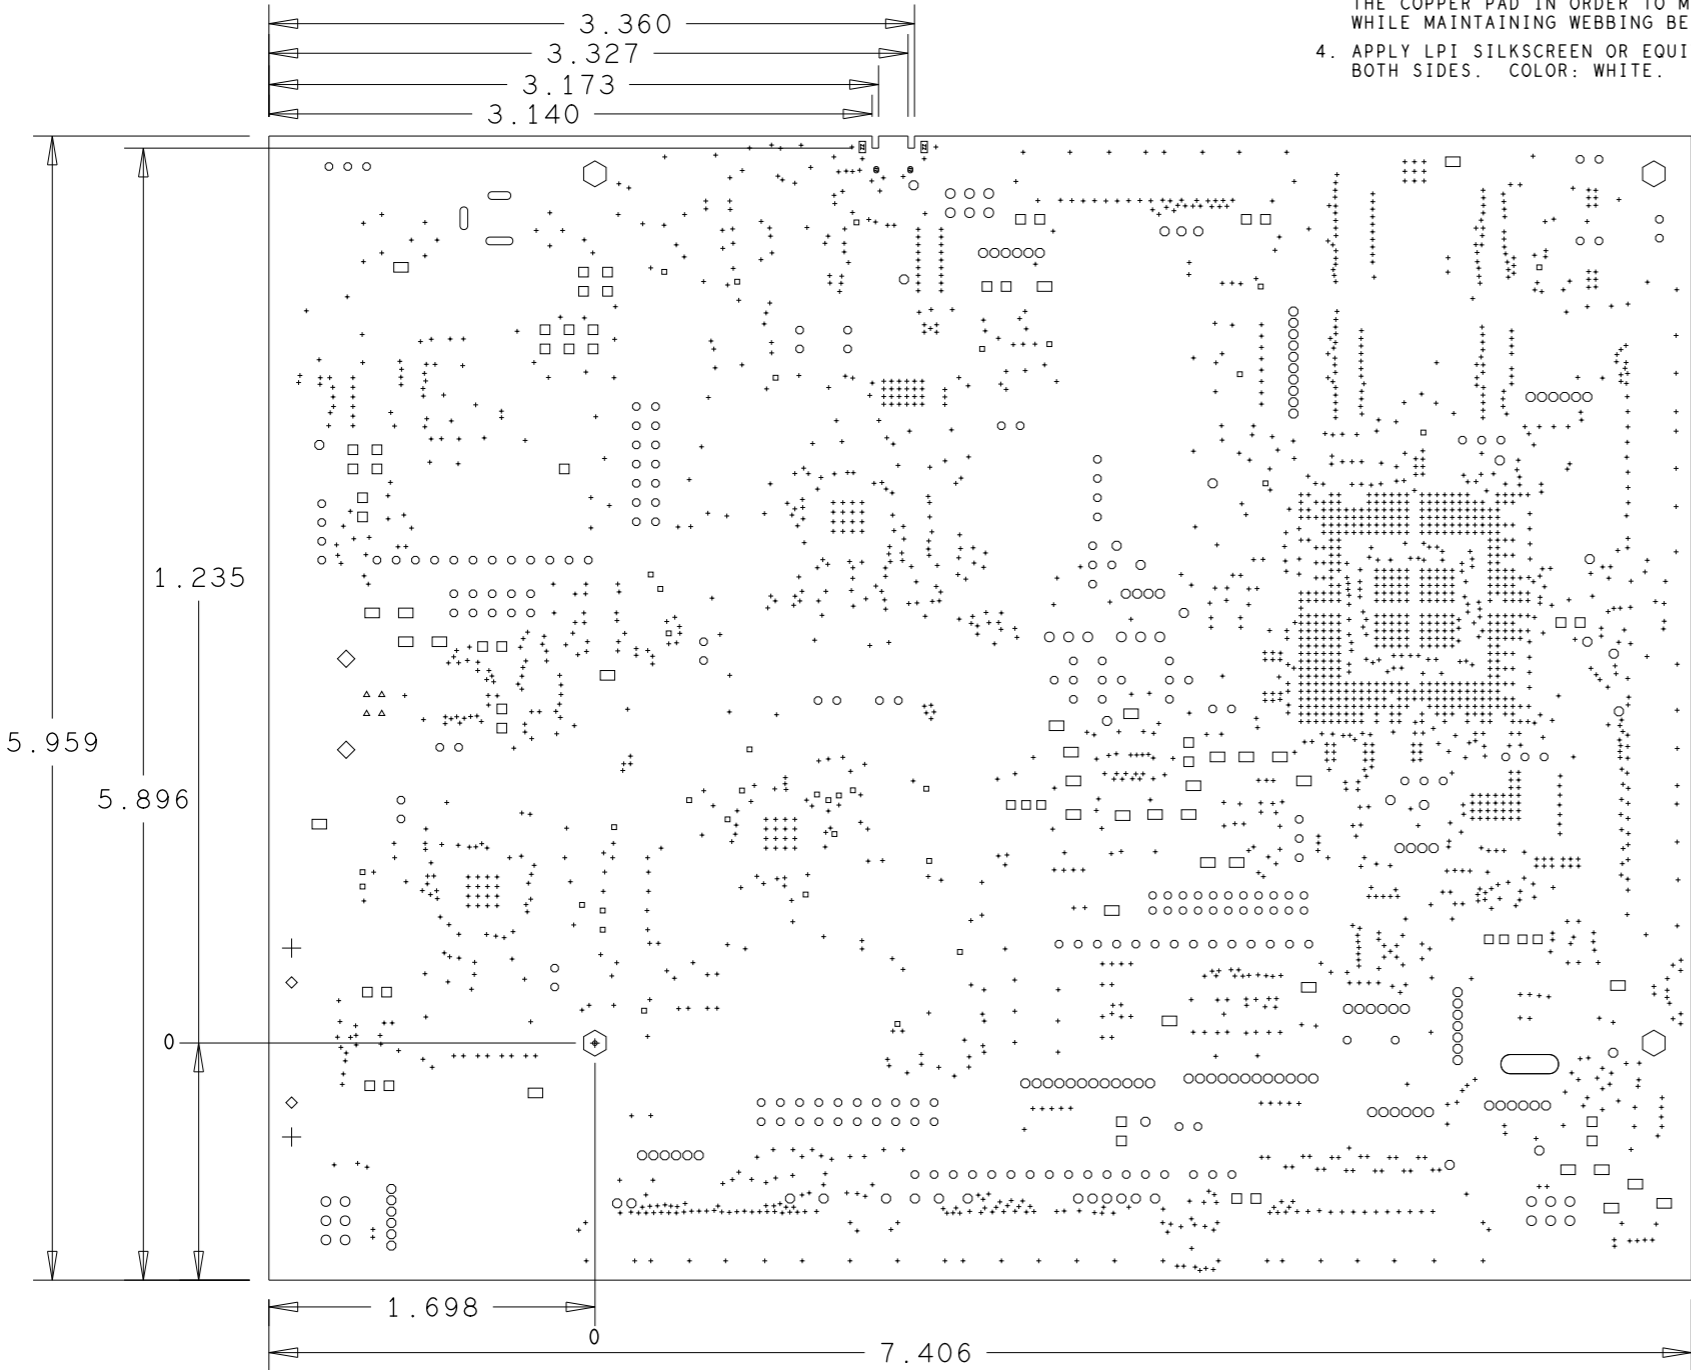 THE COPPER PAD IN ORDER TO M
WHILE MAINTAINING WEBBING BE
4. APPLY LPI SILKSCREEN OR EQUI
BOTH SIDES. COLOR: WHITE.
3.360
3.327
3.173
3.140
1.235
5.959
5.896
0
1.698
0
7.406